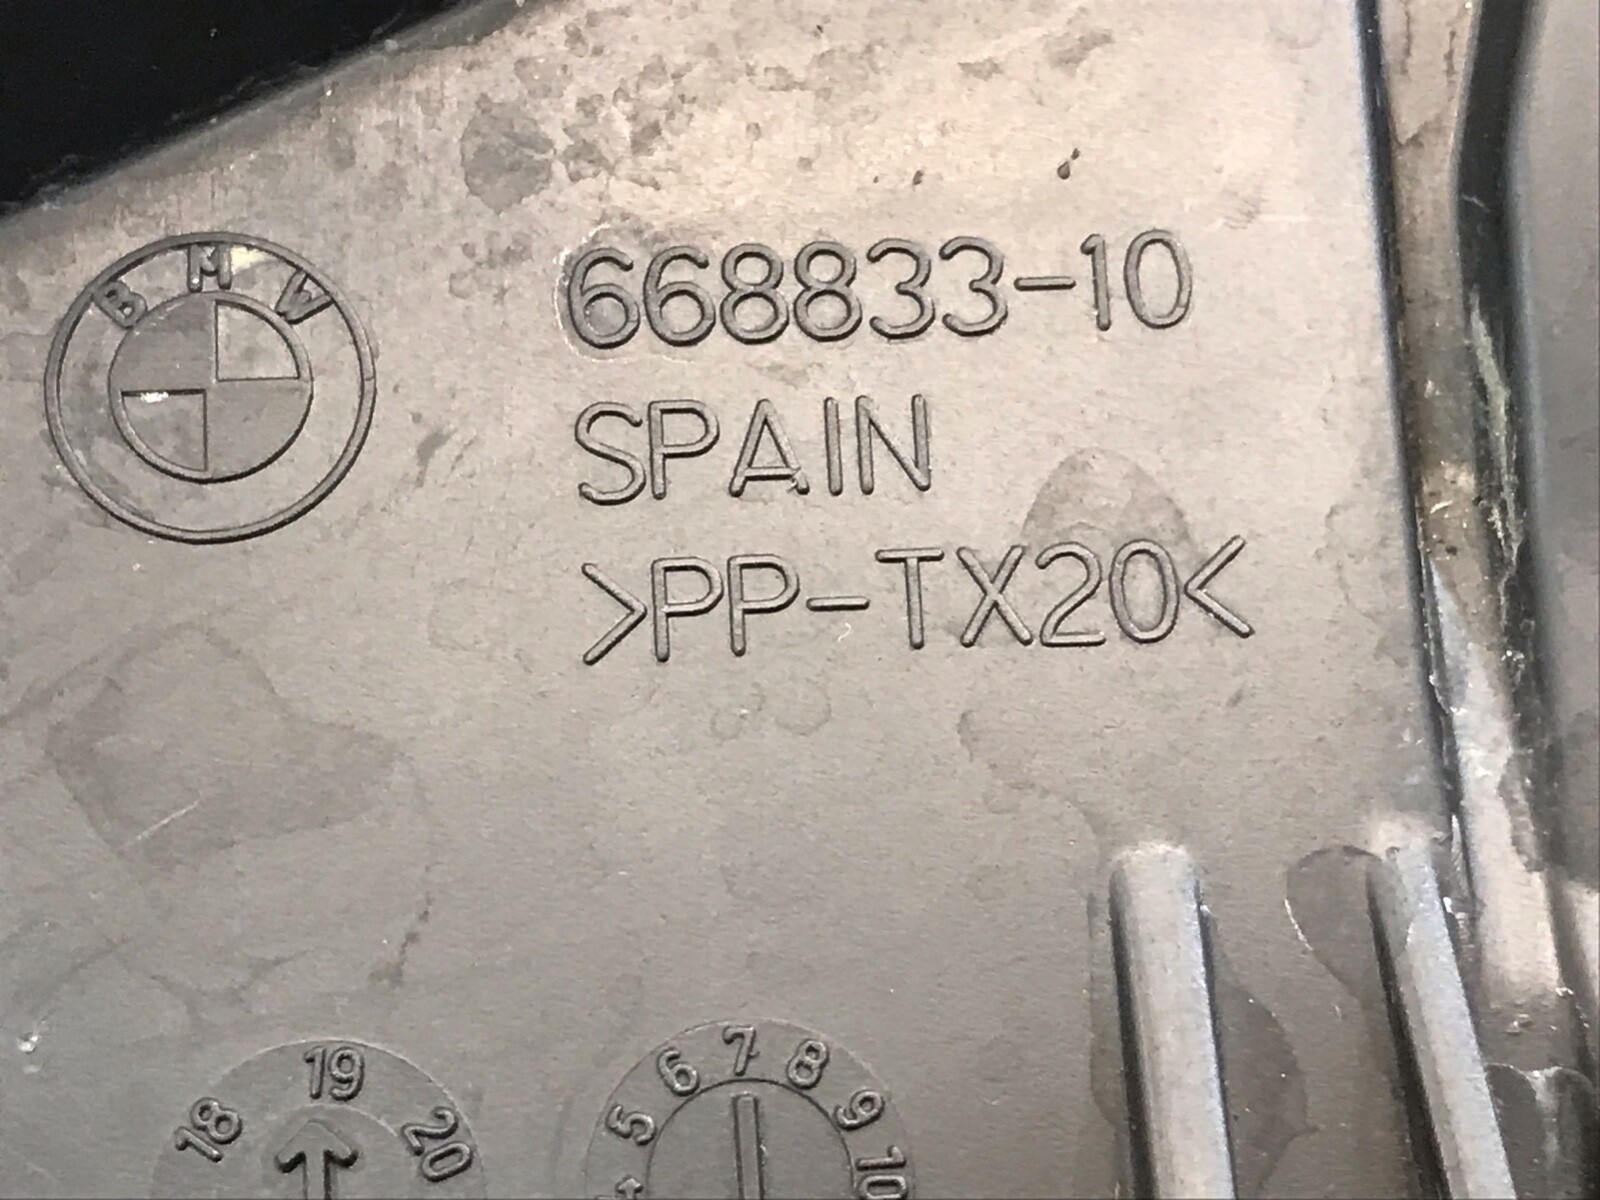 BMW
668833-10
SPAIN
>PP-TX20<
18 19 20
5 6 7 8 9 10